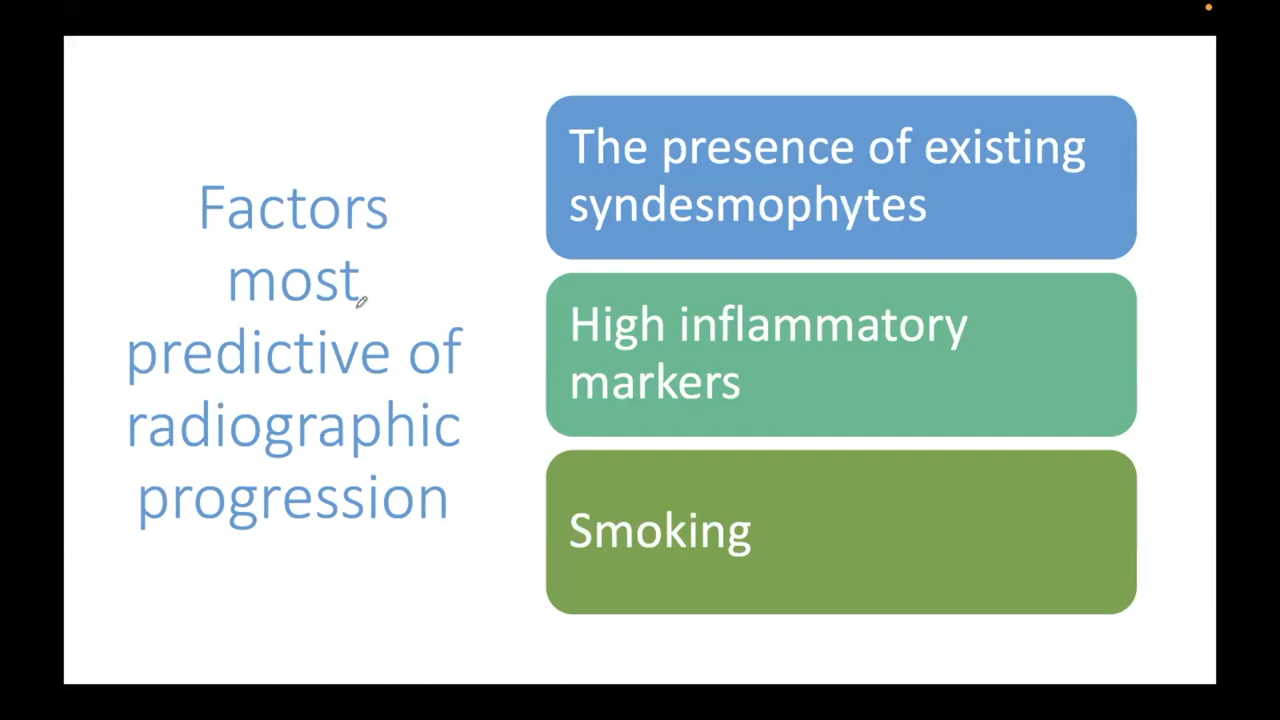 Factors
most
predictive of
radiographic
progression
The presence of existing
syndesmophytes
High inflammatory
markers
Smoking